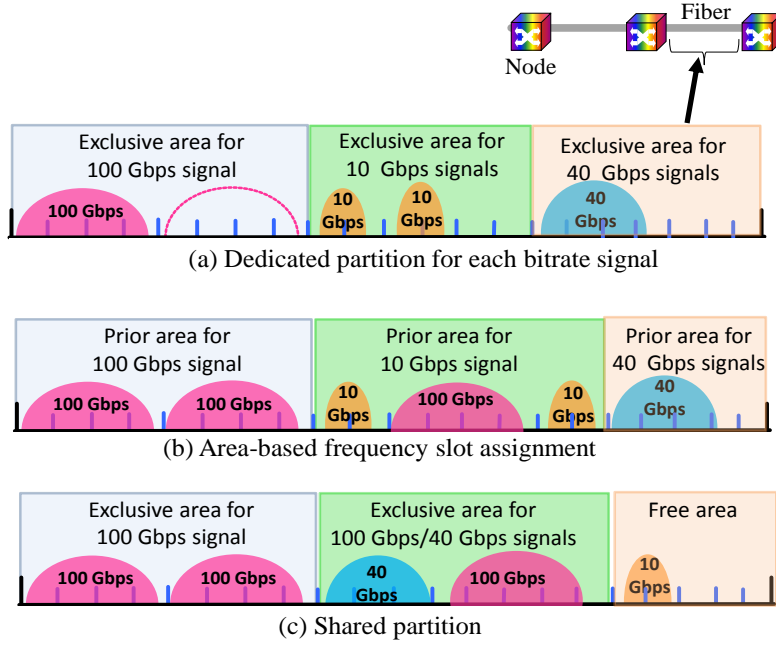 Fiber
Node
Exclusive area for
100 Gbps signal
Exclusive area for
10 Gbps signals
Exclusive area for
40 Gbps signals
100 Gbps
10
Gbps
10
Gbps
40
Gbps
(a) Dedicated partition for each bitrate signal
Prior area for
100 Gbps signal
Prior area for
10 Gbps signal
Prior area for
40 Gbps signals
100 Gbps
100 Gbps
10
Gbps
100 Gbps
10
Gbps
40
Gbps
(b) Area-based frequency slot assignment
Exclusive area for
100 Gbps signal
Exclusive area for
100 Gbps/40 Gbps signals
Free area
100 Gbps
100 Gbps
40
Gbps
100 Gbps
10
Gbps
(c) Shared partition